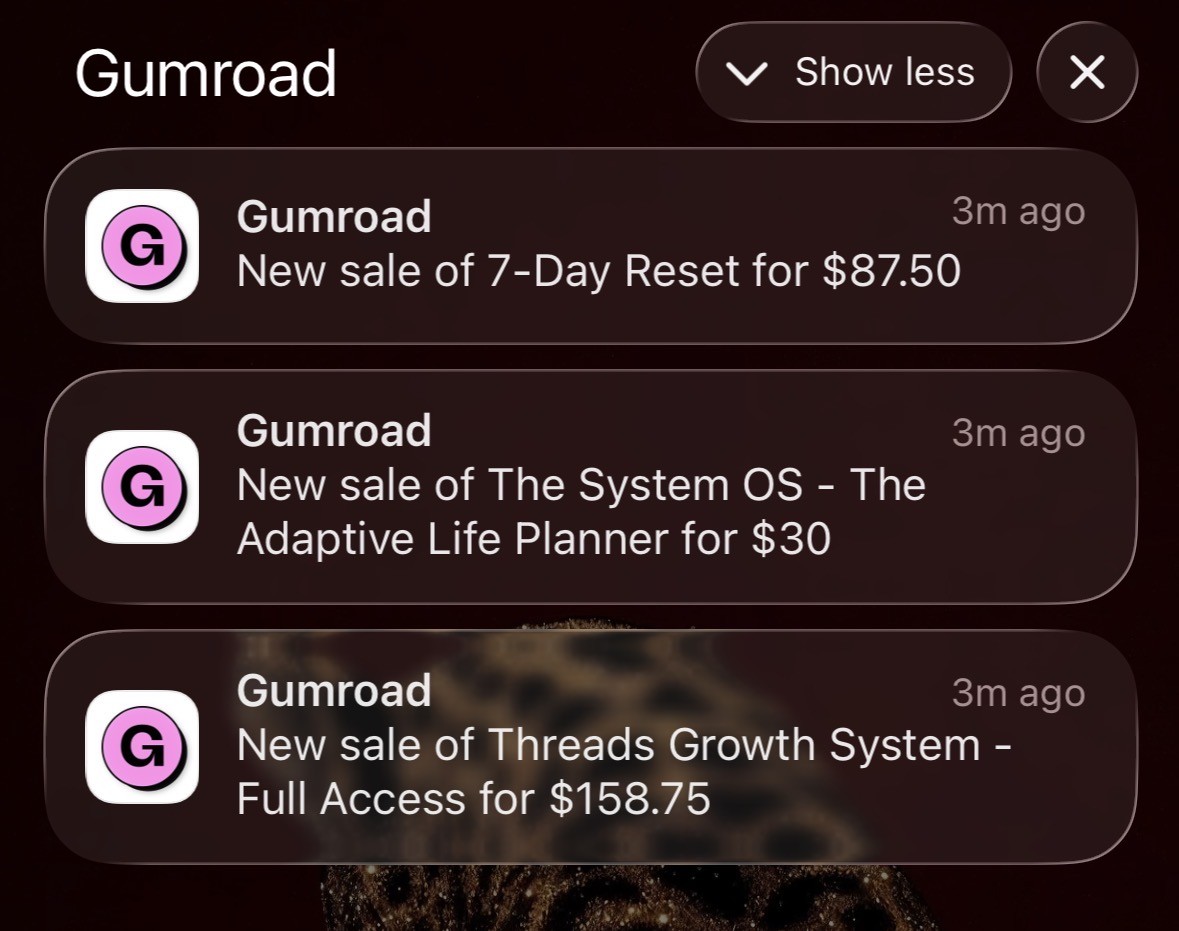 Gumroad
Show less
Gumroad
3m ago
New sale of 7-Day Reset for $87.50
G
Gumroad
3m ago
New sale of The System OS - The
Adaptive Life Planner for $30
G
Gumroad
3m ago
New sale of Threads Growth System -
Full Access for $158.75
G